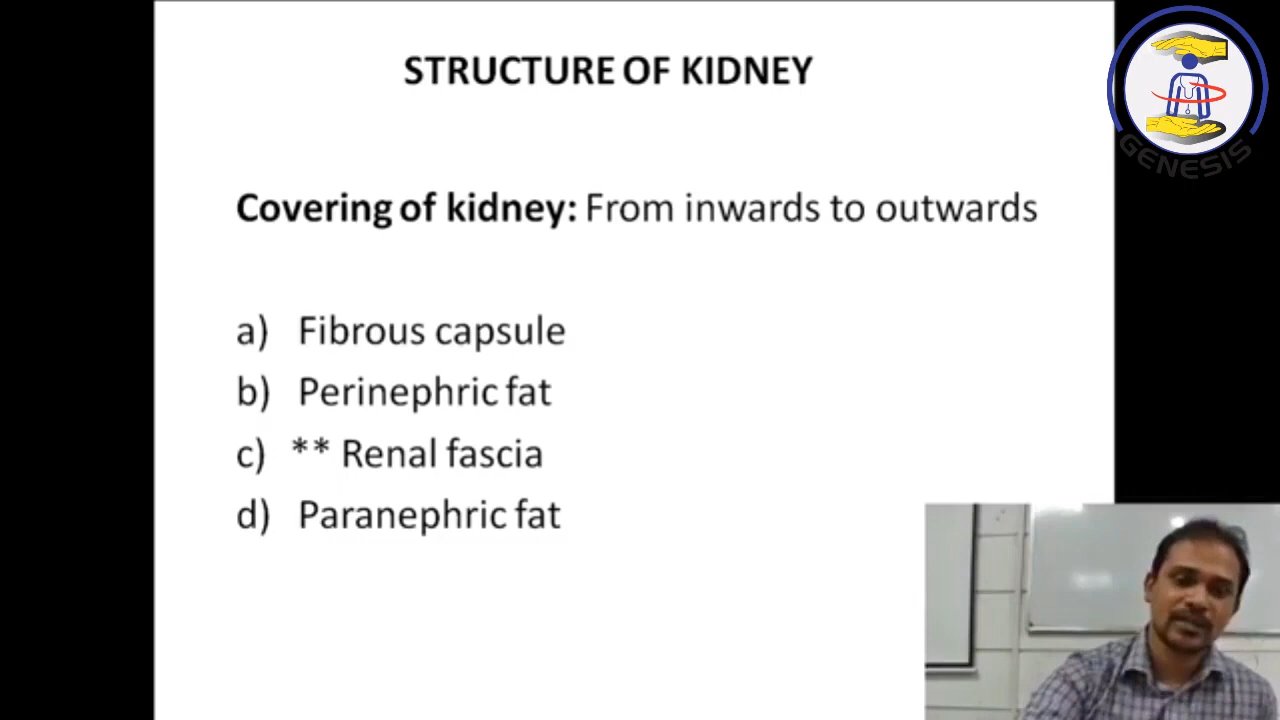 STRUCTURE OF KIDNEY
GENESIS
Covering of kidney: From inwards to outwards
a) Fibrous capsule
b) Perinephric fat
c) ** Renal fascia
d) Paranephric fat